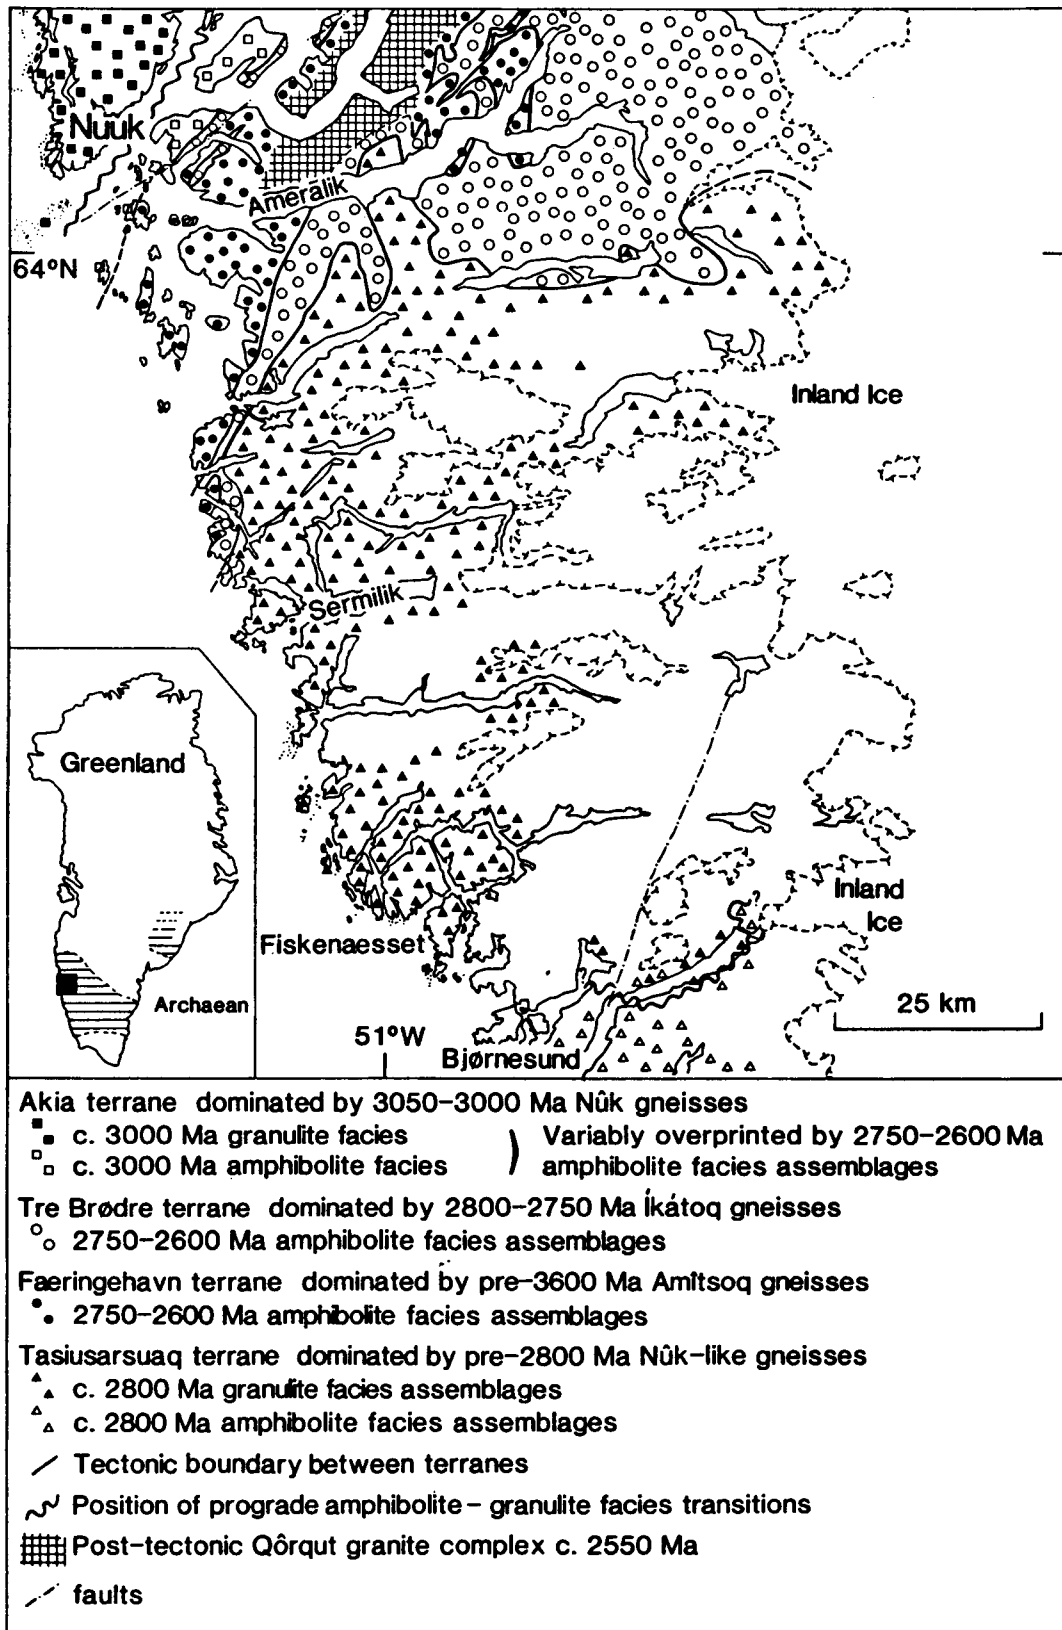 Nuuk
Ameralik
64°N
Inland Ice
Sermilik
Greenland
Archaean
Fiskenaesset
?
Inland
Ice
25 km
51°W
Bjørnesund
Akia terrane dominated by 3050–3000 Ma Nûk gneisses
c. 3000 Ma granulite facies
c. 3000 Ma amphibolite facies
) Variably overprinted by 2750–2600 Ma
amphibolite facies assemblages
Tre Brødre terrane dominated by 2800–2750 Ma Íkátoq gneisses
2750–2600 Ma amphibolite facies assemblages
Faeringehavn terrane dominated by pre–3600 Ma Amîtsoq gneisses
2750–2600 Ma amphibolite facies assemblages
Tasiusarsuaq terrane dominated by pre–2800 Ma Nûk–like gneisses
c. 2800 Ma granulite facies assemblages
c. 2800 Ma amphibolite facies assemblages
Tectonic boundary between terranes
Position of prograde amphibolite – granulite facies transitions
Post–tectonic Qôrqut granite complex c. 2550 Ma
faults